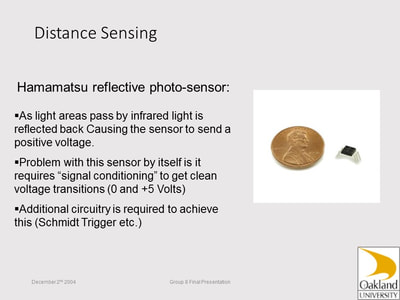 Distance Sensing
Hamamatsu reflective photo-sensor:
▪As light areas pass by infrared light is
reflected back Causing the sensor to send a
positive voltage.
▪Problem with this sensor by itself is it
requires “signal conditioning” to get clean
voltage transitions (0 and +5 Volts)
▪Additional circuitry is required to achieve
this (Schmidt Trigger etc.)
December 2nd 2004
Group 8 Final Presentation
Oakland
UNIVERSITY